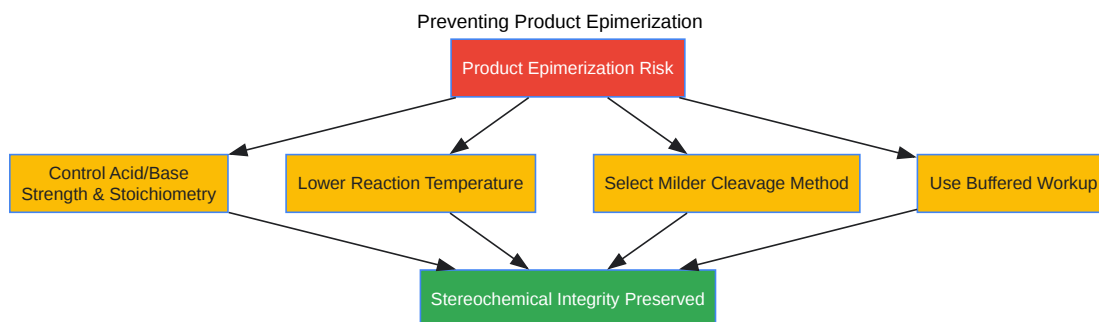 Preventing Product Epimerization
Product Epimerization Risk
Control Acid/Base
Strength & Stoichiometry
Lower Reaction Temperature
Select Milder Cleavage Method
Use Buffered Workup
Stereochemical Integrity Preserved